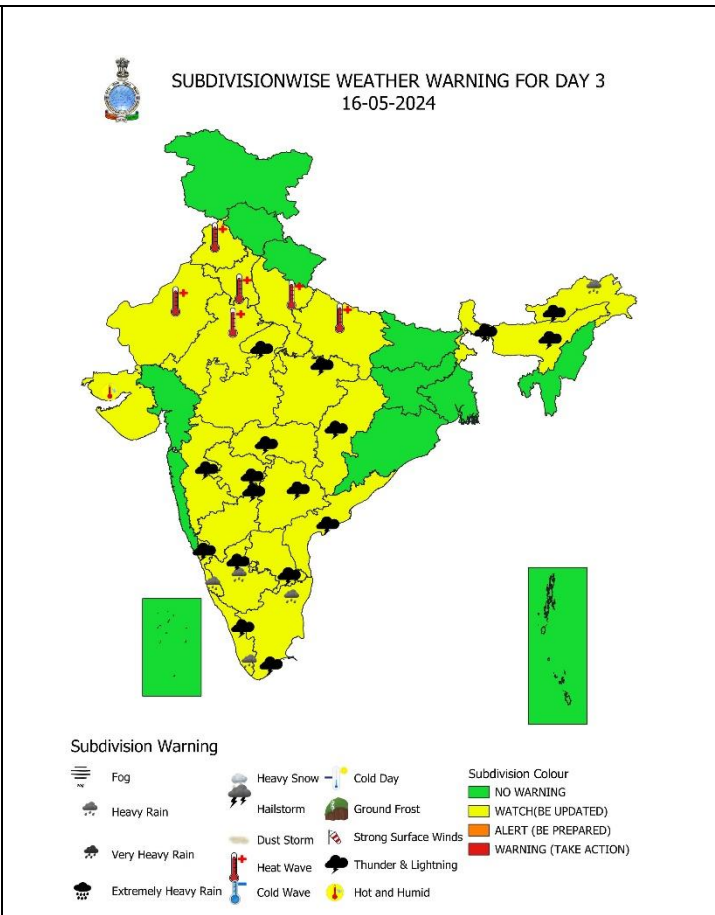 SUBDIVISIONWISE WEATHER WARNING FOR DAY 3
16-05-2024
Subdivision Warning
Fog
Heavy Rain
Very Heavy Rain
Extremely Heavy Rain
Heavy Snow
Hailstorm
Dust Storm
Heat Wave
Cold Wave
Cold Day
Ground Frost
Strong Surface Winds
Thunder & Lightning
Hot and Humid
Subdivision Colour
NO WARNING
WATCH(BE UPDATED)
ALERT (BE PREPARED)
WARNING (TAKE ACTION)